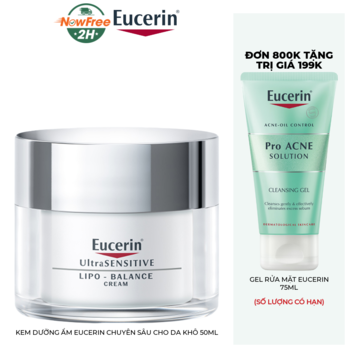 NowFree
2H
Eucerin
ĐƠN 800K TẶNG
TRỊ GIÁ 199K
Eucerin
ACNE-OIL CONTROL
Pro ACNE
SOLUTION
CLEANSING GEL
DERMATOLOGICAL SKINCARE
GEL RỬA MẶT EUCERIN
75ML
(SỐ LƯỢNG CÓ HẠN)
Eucerin
UltraSENSITIVE
LIPO - BALANCE
CREAM
KEM DƯỠNG ẨM EUCERIN CHUYÊN SÂU CHO DA KHÔ 50ML